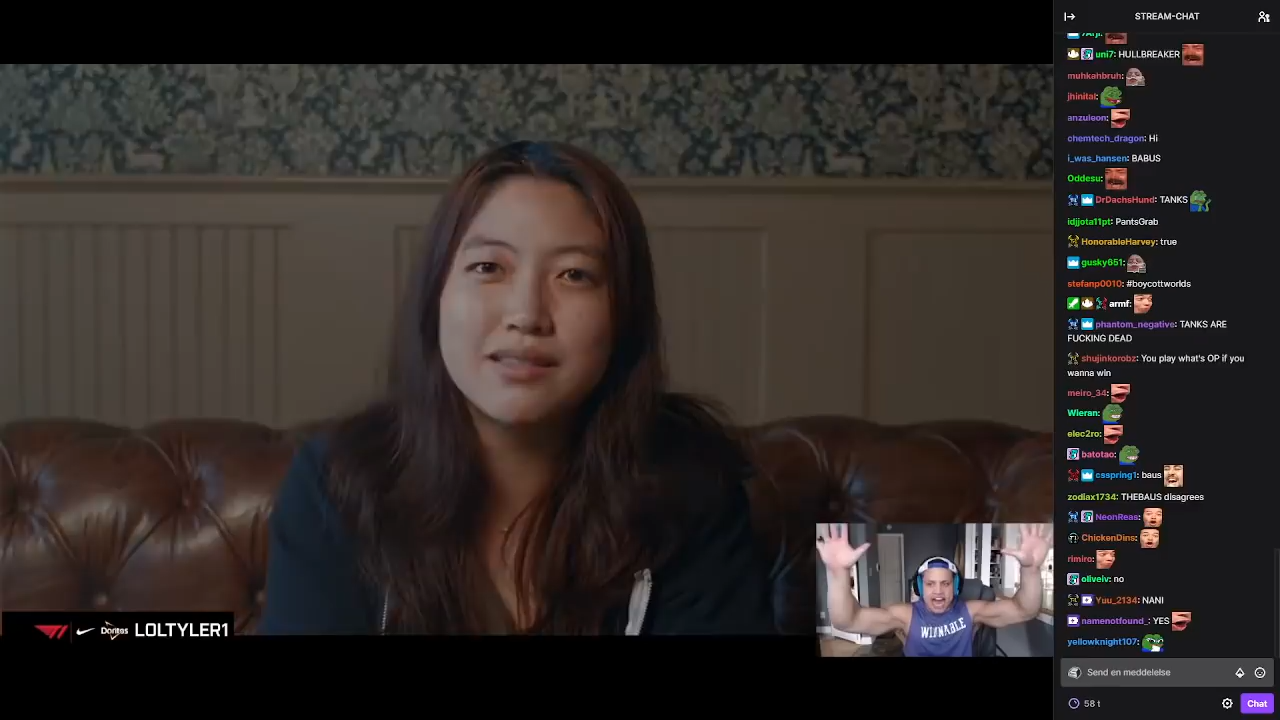 STREAM-CHAT
uni7: HULLBREAKER
muhkahbruh:
jhinital:
anzuleon:
chemtech_dragon: Hi
i_was_hansen: BABUS
Oddesu:
DrDachsHund: TANKS
idjjota11pt: PantsGrab
HonorableHarvey: true
gusky651:
stefanp0010: #boycottworlds
armf:
phantom_negative: TANKS ARE
FUCKING DEAD
shujinkorobz: You play what's OP if you
wanna win
meiro_34:
Wieran:
elec2ro:
batotao:
csspring1: baus
zodiax1734: THEBAUS disagrees
NeonReas:
ChickenDins:
rimiro:
oliveiv: no
Yuu_2134: NANI
namenotfound_: YES
yellowknight107:
Send en meddelelse
58 t
Chat
WINNABLE
T1 Doritos LOLTYLER1